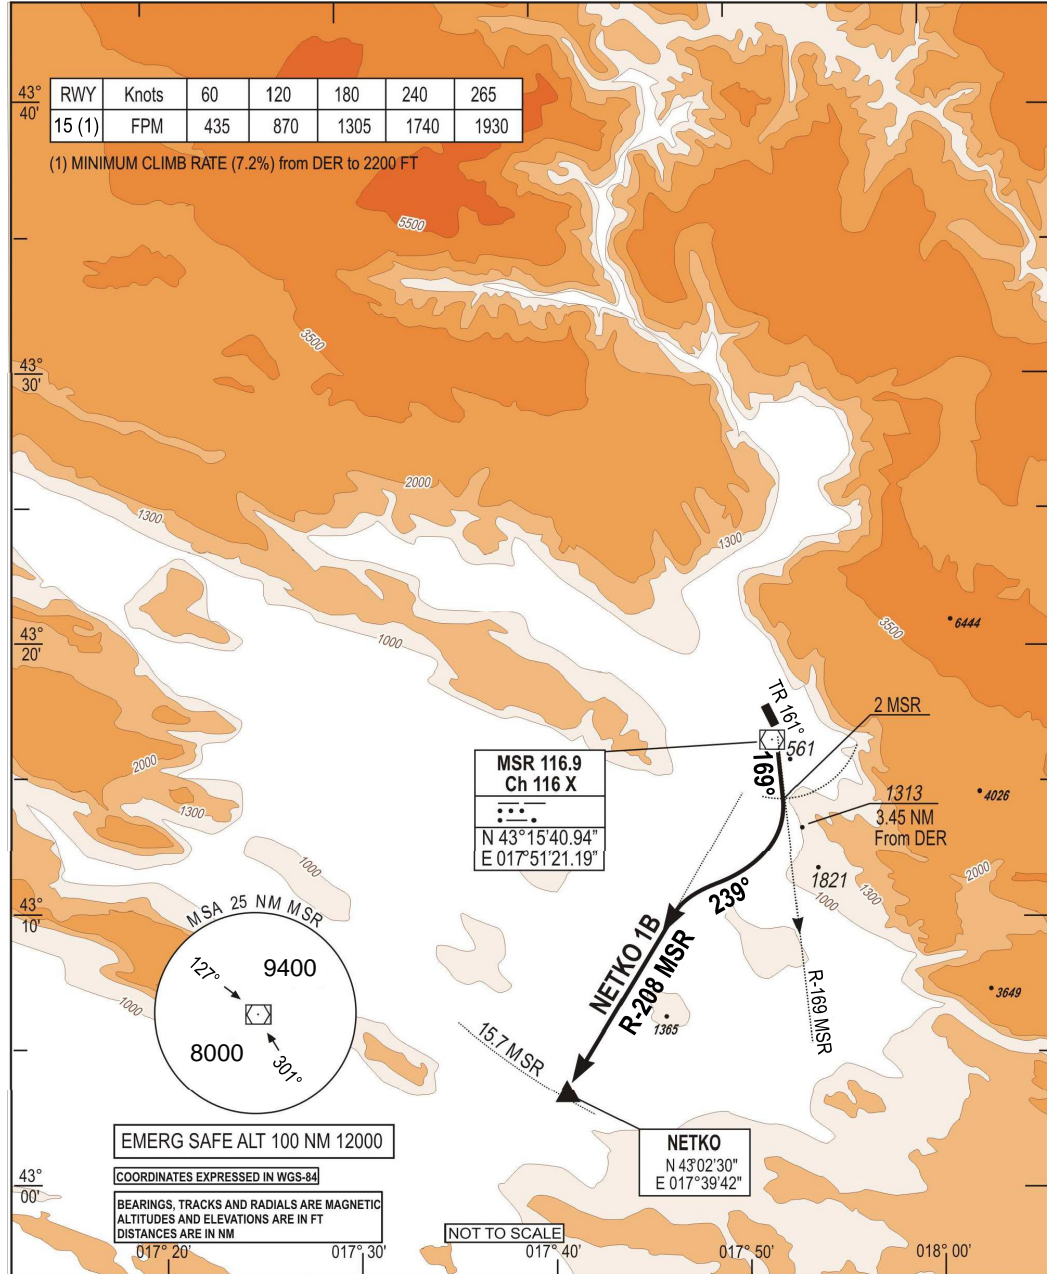 43°
40'
RWY Knots 60 120 180 240 265
15 (1) FPM 435 870 1305 1740 1930
(1) MINIMUM CLIMB RATE (7.2%) from DER to 2200 FT
5500
3500
43°
30'
2000
1300
1300
1000
3500
6444
43°
20'
TR 161°
2 MSR
561
169°
MSR 116.9
Ch 116 X
N 43°15'40.94"
E 017°51'21.19"
2000
1300
1000
4026
1313
3.45 NM
From DER
1821
1000
1300
2000
239°
43°
10'
MSA 25 NM MSR
127°
9400
8000
301°
1000
NETKO 1B
R-208 MSR
R-169 MSR
3649
1365
15.7 MSR
EMERG SAFE ALT 100 NM 12000
NETKO
N 43°02'30"
E 017°39'42"
COORDINATES EXPRESSED IN WGS-84
43°
00'
BEARINGS, TRACKS AND RADIALS ARE MAGNETIC
ALTITUDES AND ELEVATIONS ARE IN FT
DISTANCES ARE IN NM
NOT TO SCALE
017° 20' 017° 30' 017° 40' 017° 50' 018° 00'